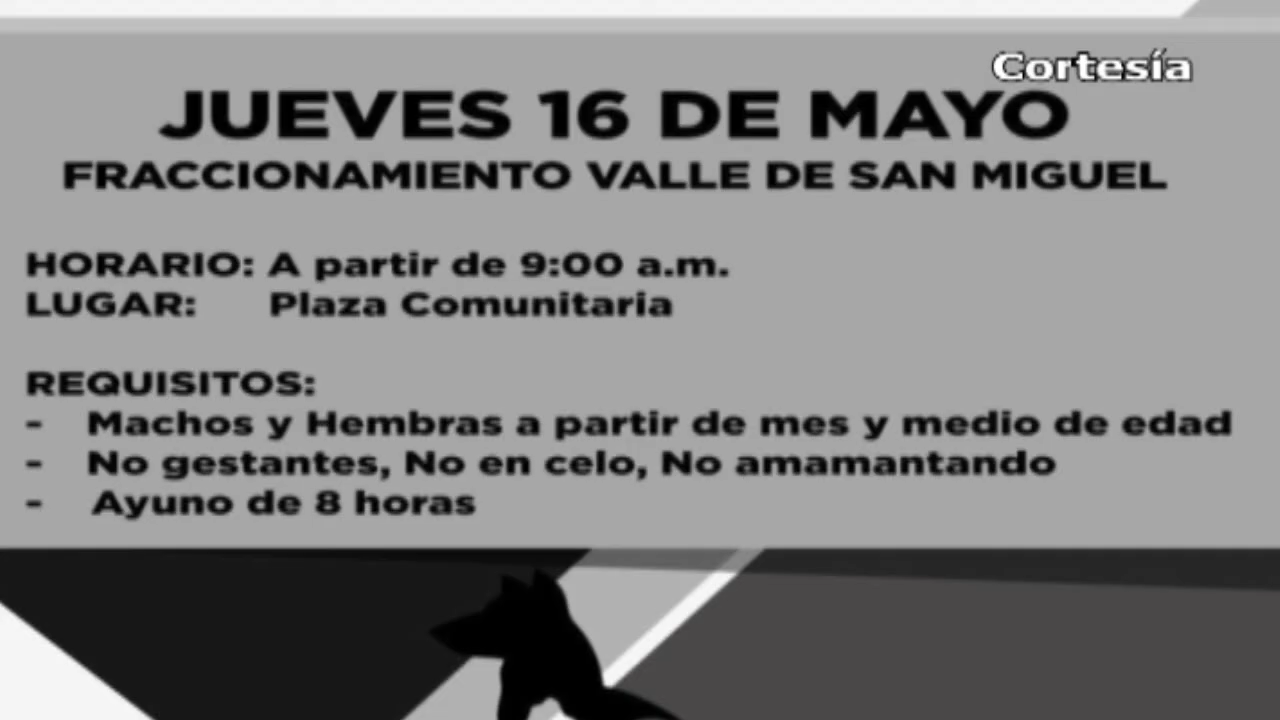 Cortesía
JUEVES 16 DE MAYO
FRACCIONAMIENTO VALLE DE SAN MIGUEL
HORARIO: A partir de 9:00 a.m.
LUGAR: Plaza Comunitaria
REQUISITOS:
- Machos y Hembras a partir de mes y medio de edad
- No gestantes, No en celo, No amamantando
- Ayuno de 8 horas